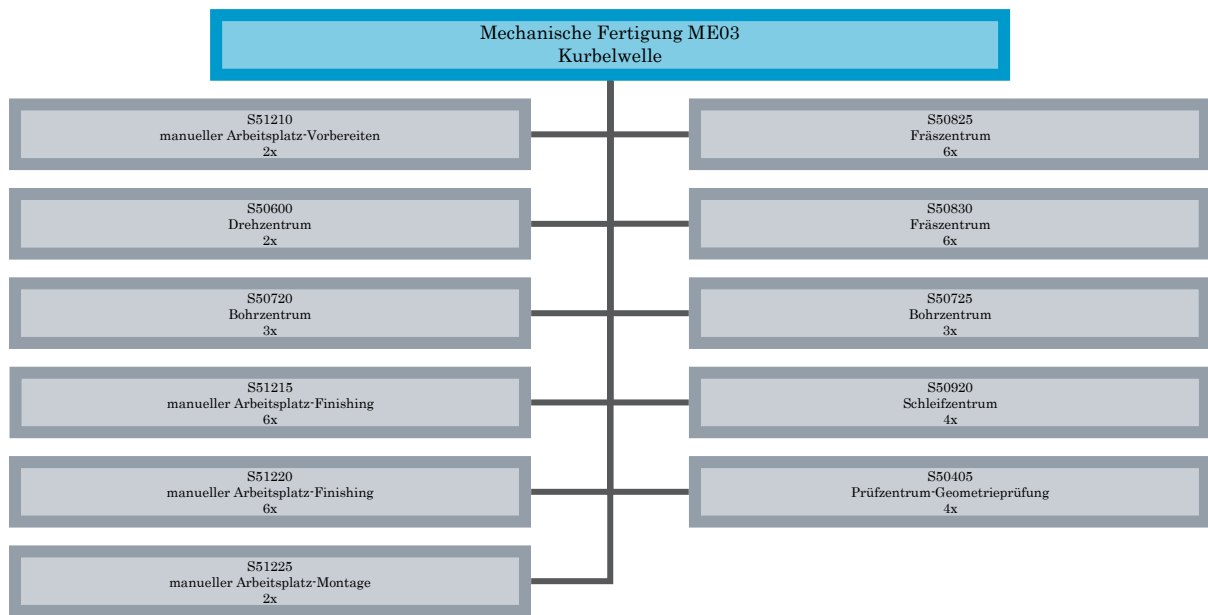 Mechanische Fertigung ME03
Kurbelwelle
S51210
manueller Arbeitsplatz-Vorbereiten
2x
S50825
Fräszentrum
6x
S50600
Drehzentrum
2x
S50830
Fräszentrum
6x
S50720
Bohrzentrum
3x
S50725
Bohrzentrum
3x
S51215
manueller Arbeitsplatz-Finishing
6x
S50920
Schleifzentrum
4x
S51220
manueller Arbeitsplatz-Finishing
6x
S50405
Prüfzentrum-Geometrieprüfung
4x
S51225
manueller Arbeitsplatz-Montage
2x